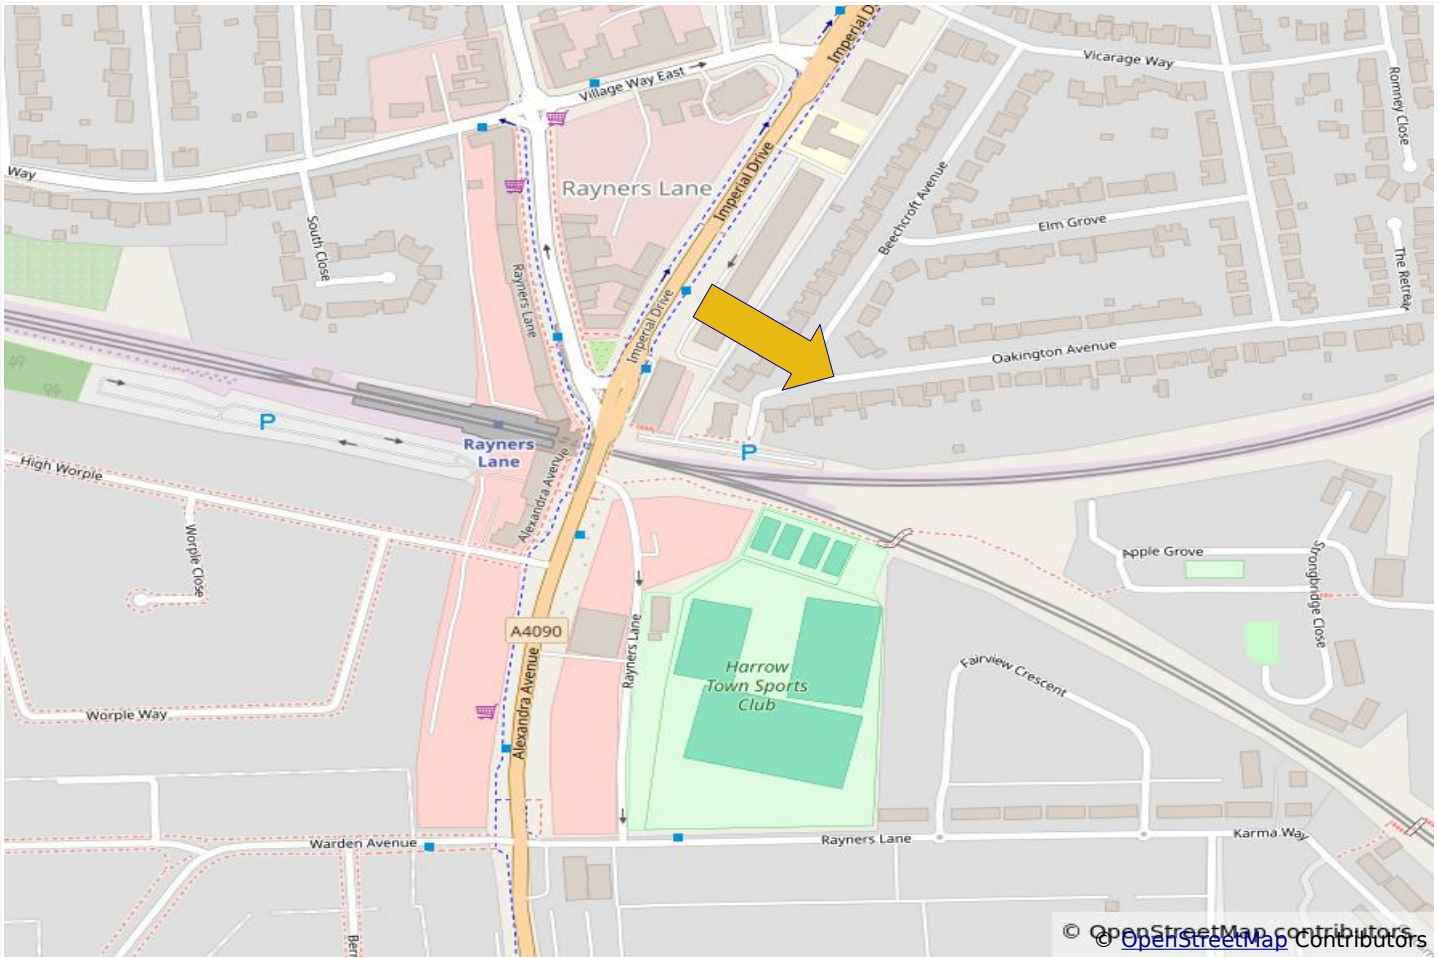 Imperial D
Vicarage Way
Romney Close
Village Way East
Imperial Drive
Way
Rayners Lane
Beechcroft Avenue
Elm Grove
South Close
The Retreat
Rayners Lane
Imperial Drive
Oakington Avenue
P
Rayners
Lane
P
High Worple
Alexandra Avenue
Worple Close
Apple Grove
Strongbridge Close
A4090
Rayners Lane
Harrow
Town Sports
Club
Fairview Crescent
Worple Way
Alexandra Avenue
Warden Avenue
Rayners Lane
Karma Way
Ber
© OpenStreetMap contributors
© OpenStreetMap Contributors